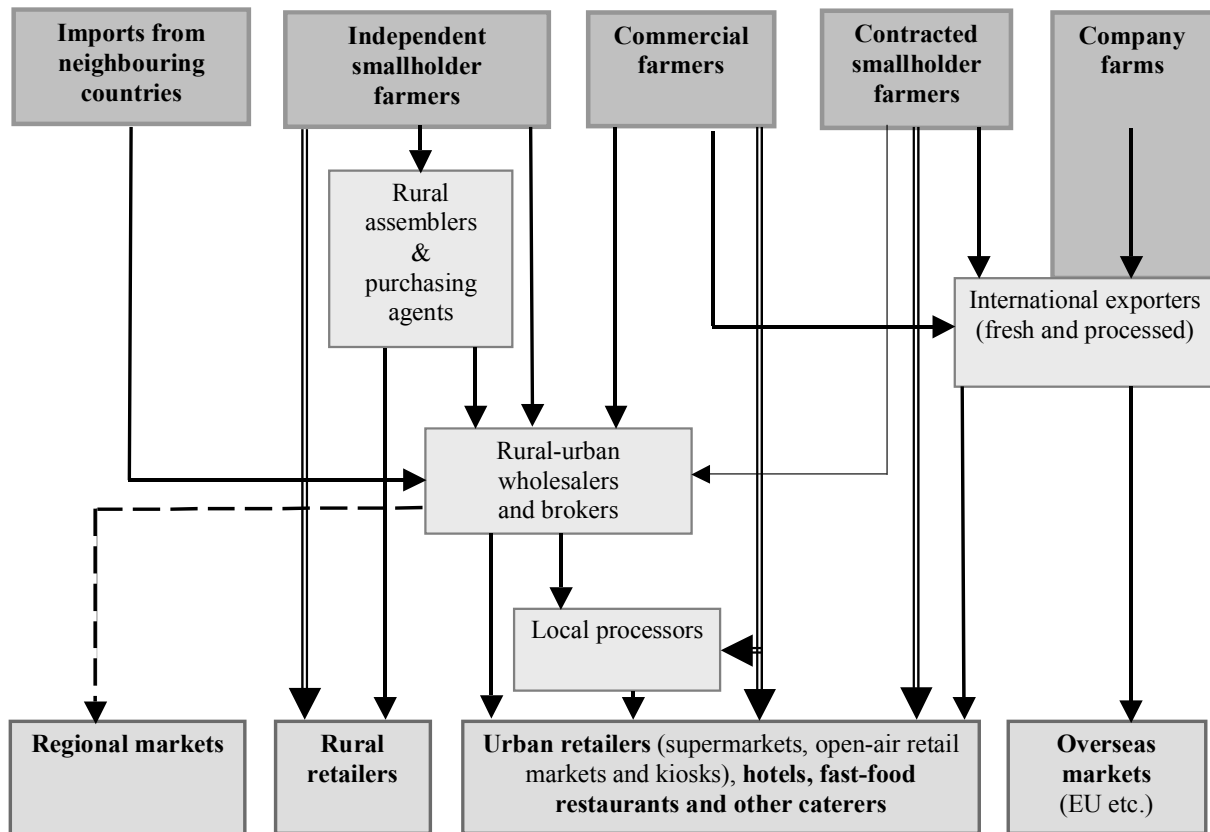 Imports from
neighbouring
countries
Independent
smallholder
farmers
Commercial
farmers
Contracted
smallholder
farmers
Company
farms
Rural
assemblers
&
purchasing
agents
International exporters
(fresh and processed)
Rural-urban
wholesalers
and brokers
Local processors
Regional markets
Rural
retailers
Urban retailers (supermarkets, open-air retail
markets and kiosks), hotels, fast-food
restaurants and other caterers
Overseas
markets
(EU etc.)